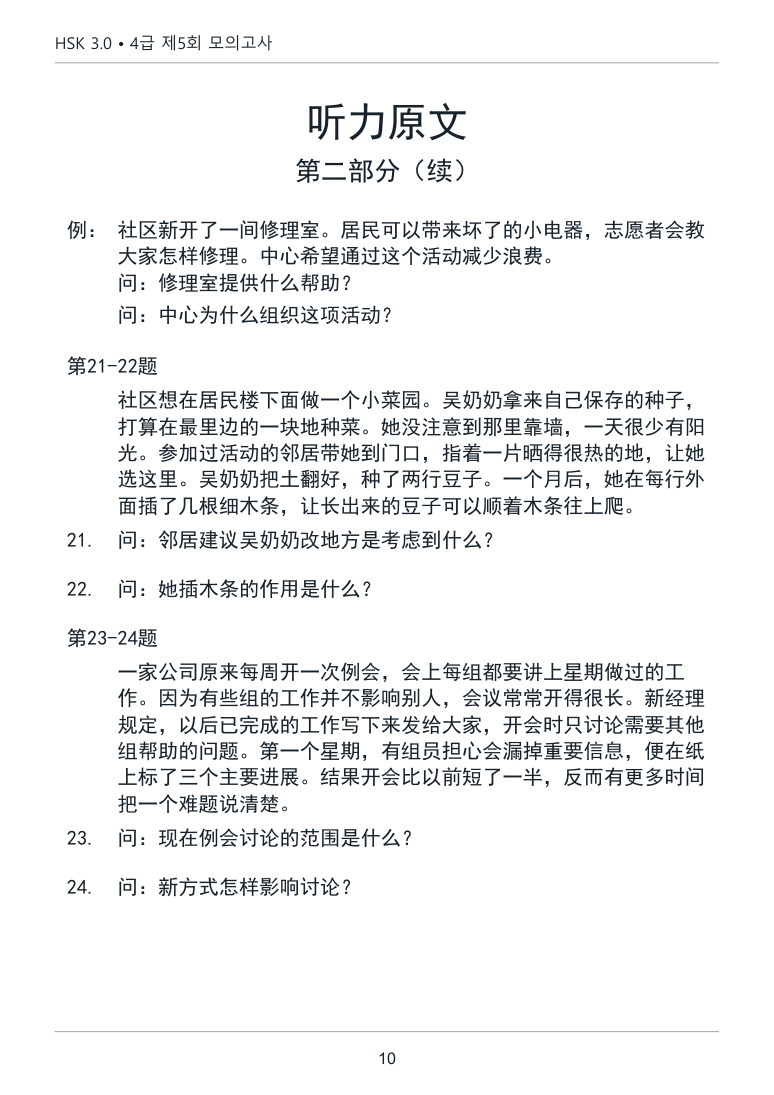 HSK 3.0 • 4급 제5회 모의고사
听力原文
第二部分（续）
例： 社区新开了一间修理室。居民可以带来坏了的小电器，志愿者会教
大家怎样修理。中心希望通过这个活动减少浪费。
问：修理室提供什么帮助？
问：中心为什么组织这项活动？
第21-22题
社区想在居民楼下面做一个小菜园。吴奶奶拿来自己保存的种子，
打算在最里边的一块地种菜。她没注意到那里靠墙，一天很少有阳
光。参加过活动的邻居带她到门口，指着一片晒得很热的地，让她
选这里。吴奶奶把土翻好，种了两行豆子。一个月后，她在每行外
面插了几根细木条，让长出来的豆子可以顺着木条往上爬。
21. 问：邻居建议吴奶奶改地方是考虑到什么？
22. 问：她插木条的作用是什么？
第23-24题
一家公司原来每周开一次例会，会上每组都要讲上星期做过的工
作。因为有些组的工作并不影响别人，会议常常开得很长。新经理
规定，以后已完成的工作写下来发给大家，开会时只讨论需要其他
组帮助的问题。第一个星期，有组员担心会漏掉重要信息，便在纸
上标了三个主要进展。结果开会比以前短了一半，反而有更多时间
把一个难题说清楚。
23. 问：现在例会讨论的范围是什么？
24. 问：新方式怎样影响讨论？
10